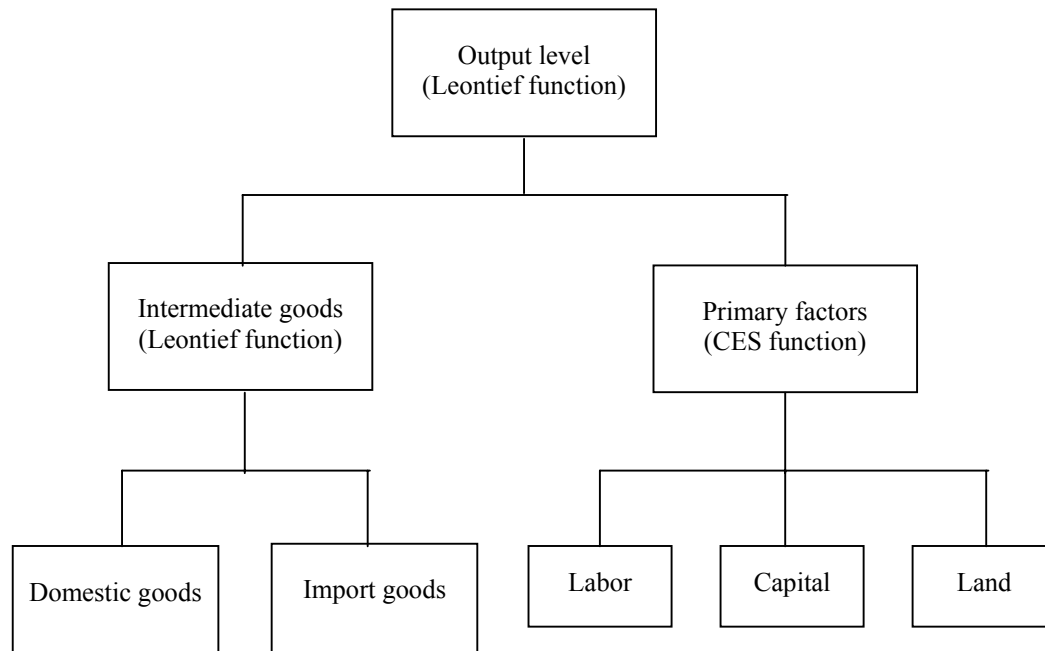 Output level
(Leontief function)
Intermediate goods
(Leontief function)
Primary factors
(CES function)
Domestic goods
Import goods
Labor
Capital
Land